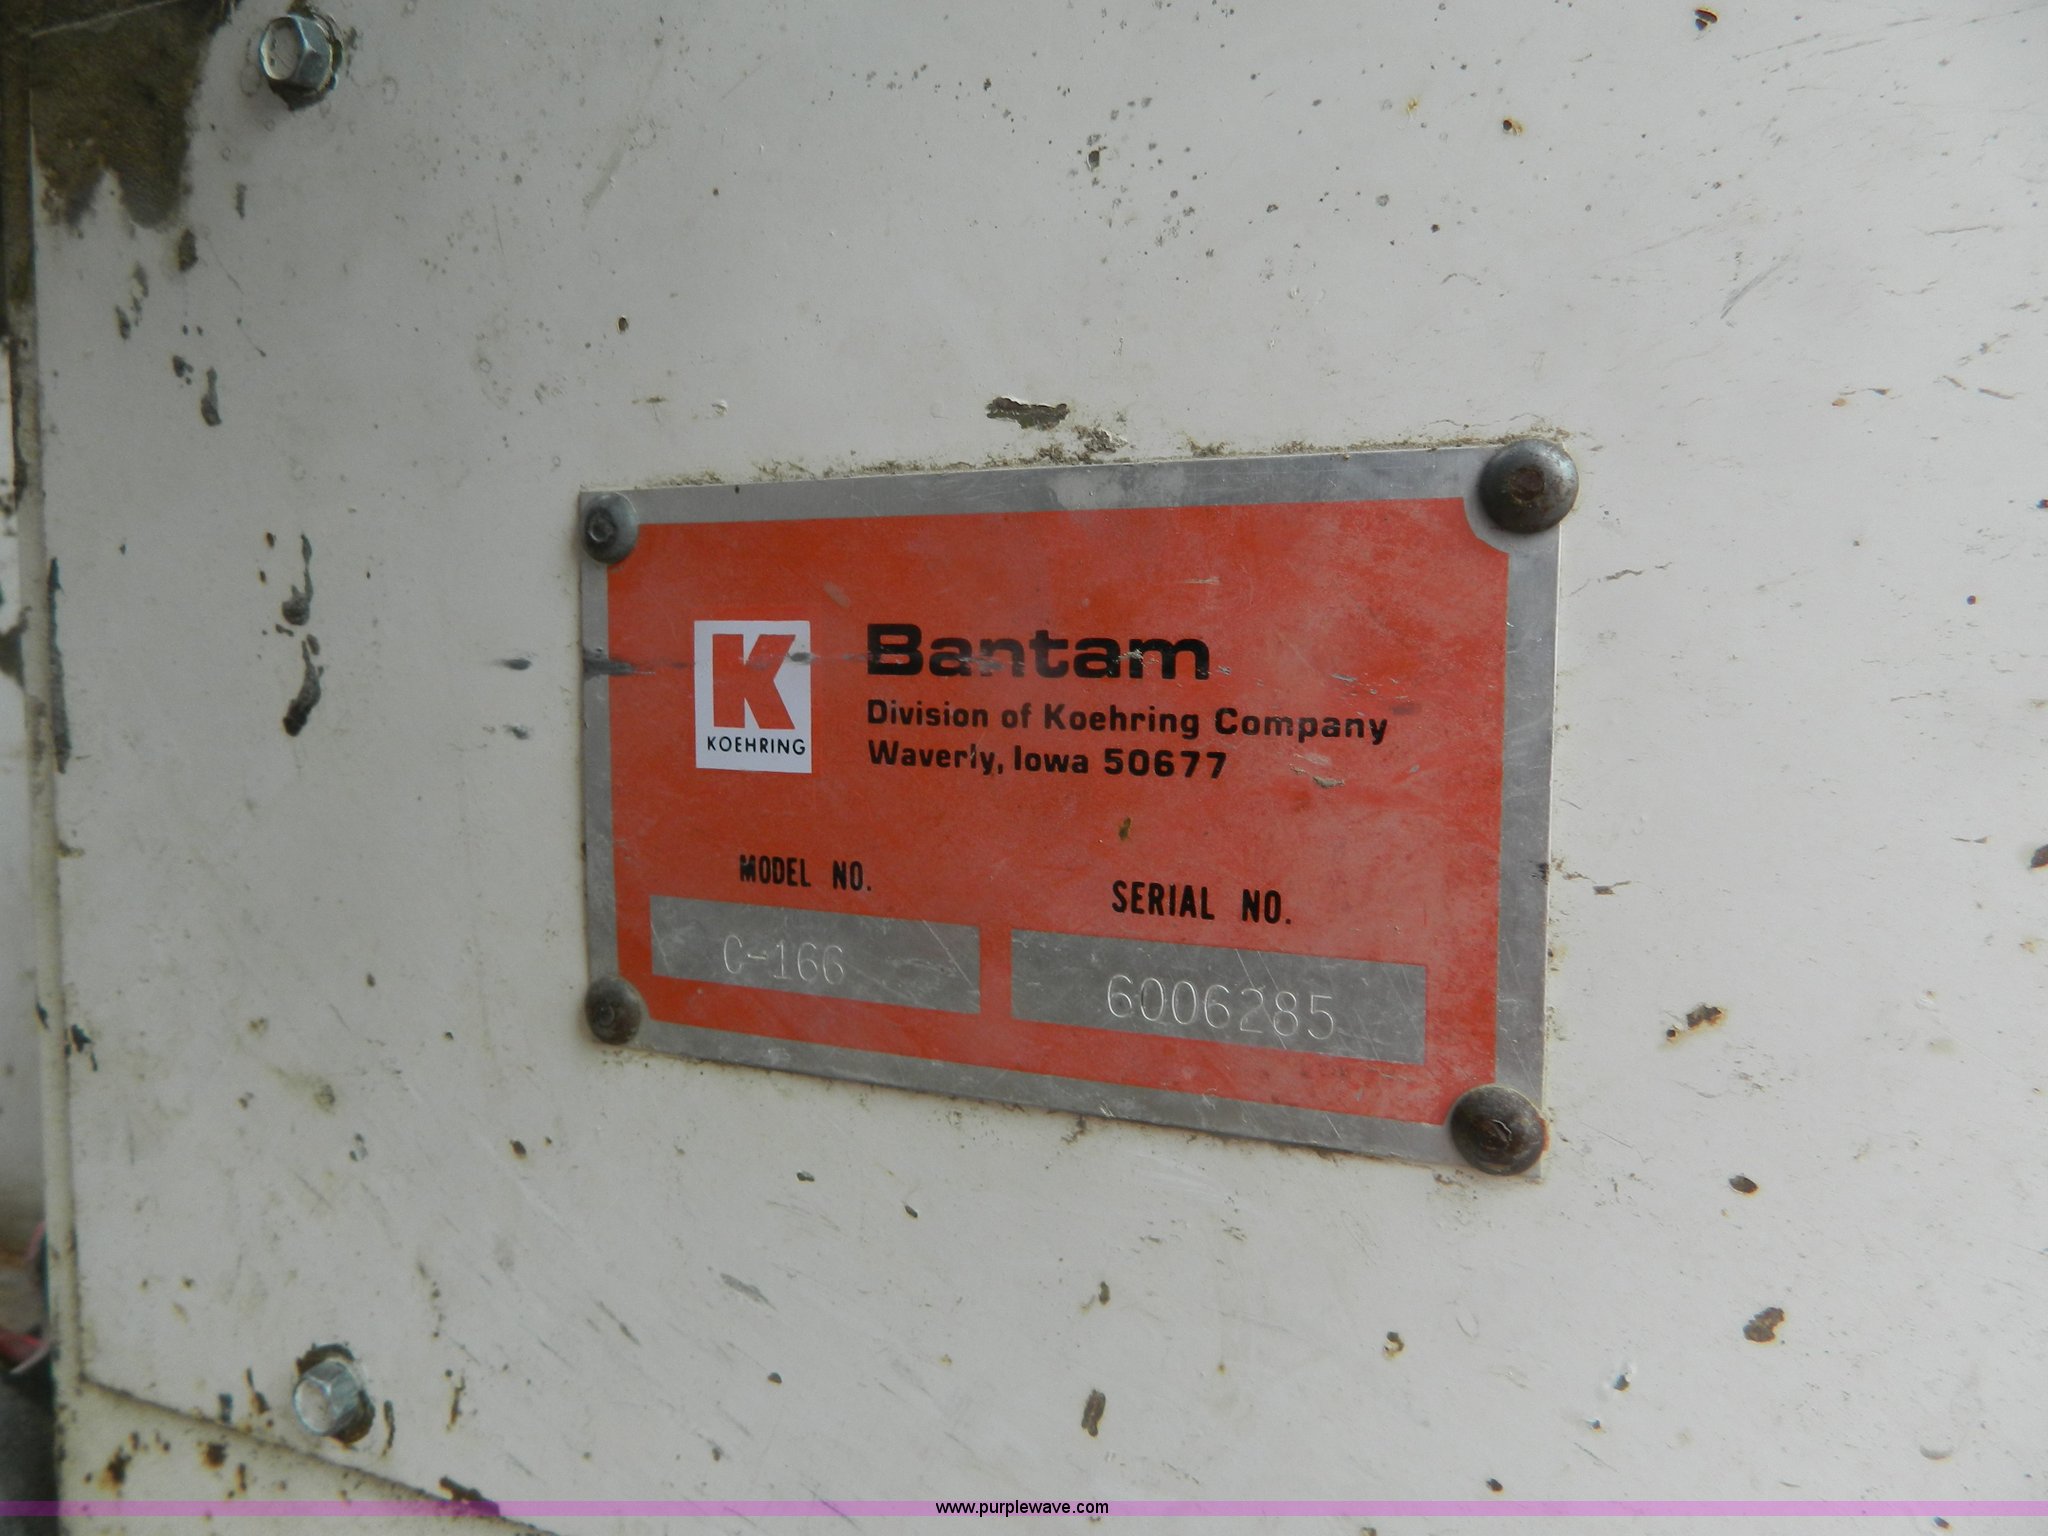 Bantam
Division of Koehring Company
Waverly, Iowa 50677
K
KOEHRING
MODEL NO.
SERIAL NO.
C-166
6006285
www.purplewave.com